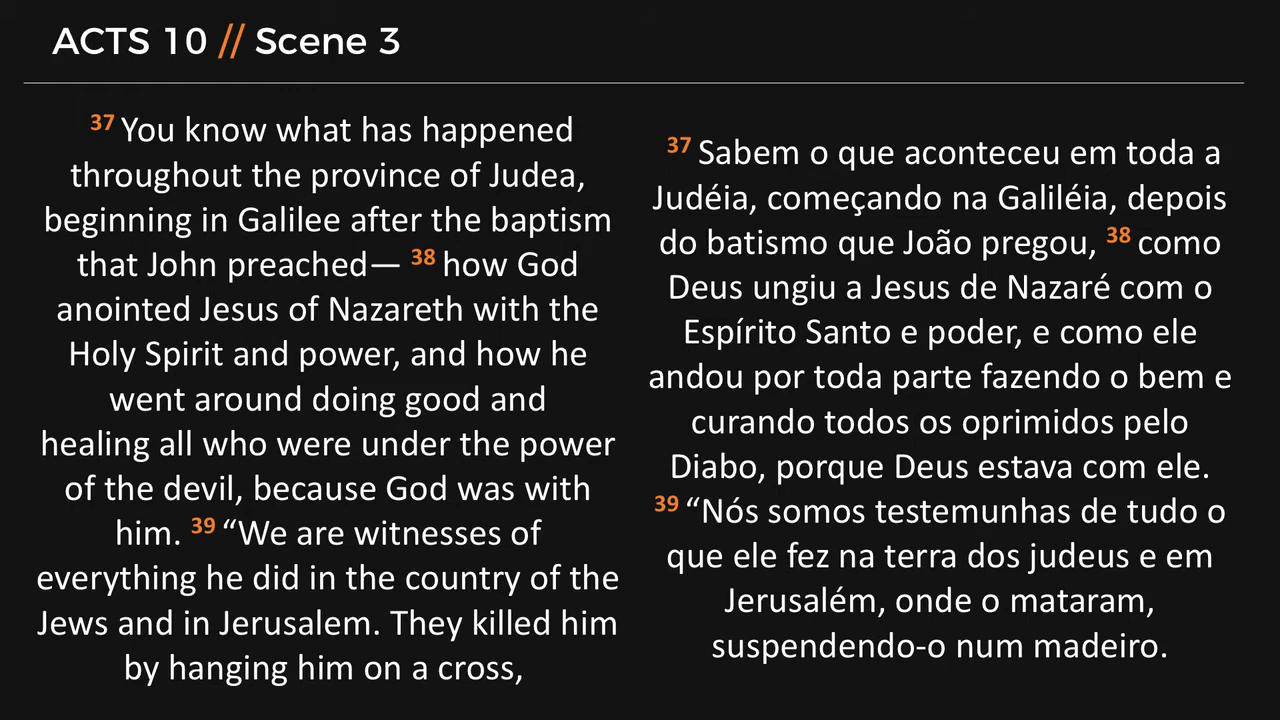 ACTS 10 // Scene 3
37 You know what has happened
throughout the province of Judea,
beginning in Galilee after the baptism
that John preached— 38 how God
anointed Jesus of Nazareth with the
Holy Spirit and power, and how he
went around doing good and
healing all who were under the power
of the devil, because God was with
him. 39 “We are witnesses of
everything he did in the country of the
Jews and in Jerusalem. They killed him
by hanging him on a cross,
37 Sabem o que aconteceu em toda a
Judéia, começando na Galiléia, depois
do batismo que João pregou, 38 como
Deus ungiu a Jesus de Nazaré com o
Espírito Santo e poder, e como ele
andou por toda parte fazendo o bem e
curando todos os oprimidos pelo
Diabo, porque Deus estava com ele.
39 “Nós somos testemunhas de tudo o
que ele fez na terra dos judeus e em
Jerusalém, onde o mataram,
suspendendo-o num madeiro.